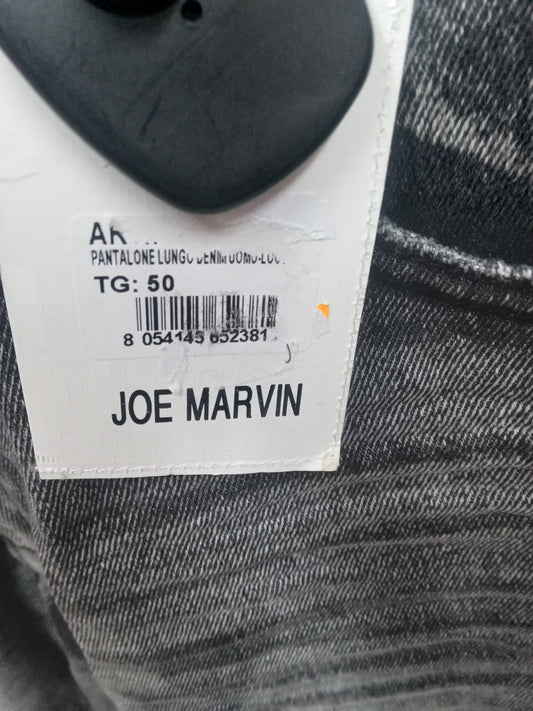 PANTALONE LUNGO DENIM UOMO
TG: 50
8 054145 652381
JOE MARVIN